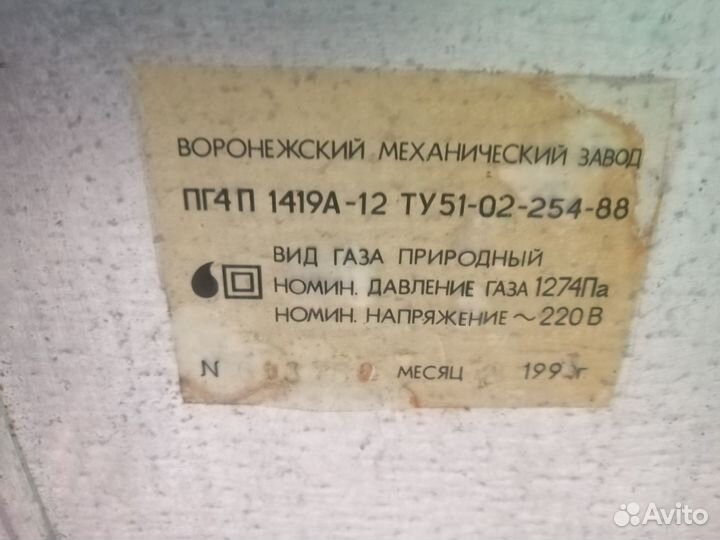 ВОРОНЕЖСКИЙ МЕХАНИЧЕСКИЙ ЗАВОД
ПГ4 П 1419А-12 ТУ51-02-254-88
ВИД ГАЗА ПРИРОДНЫЙ
НОМИН. ДАВЛЕНИЕ ГАЗА 1274Па
НОМИН. НАПРЯЖЕНИЕ ~220 В
N МЕСЯЦ
Avito